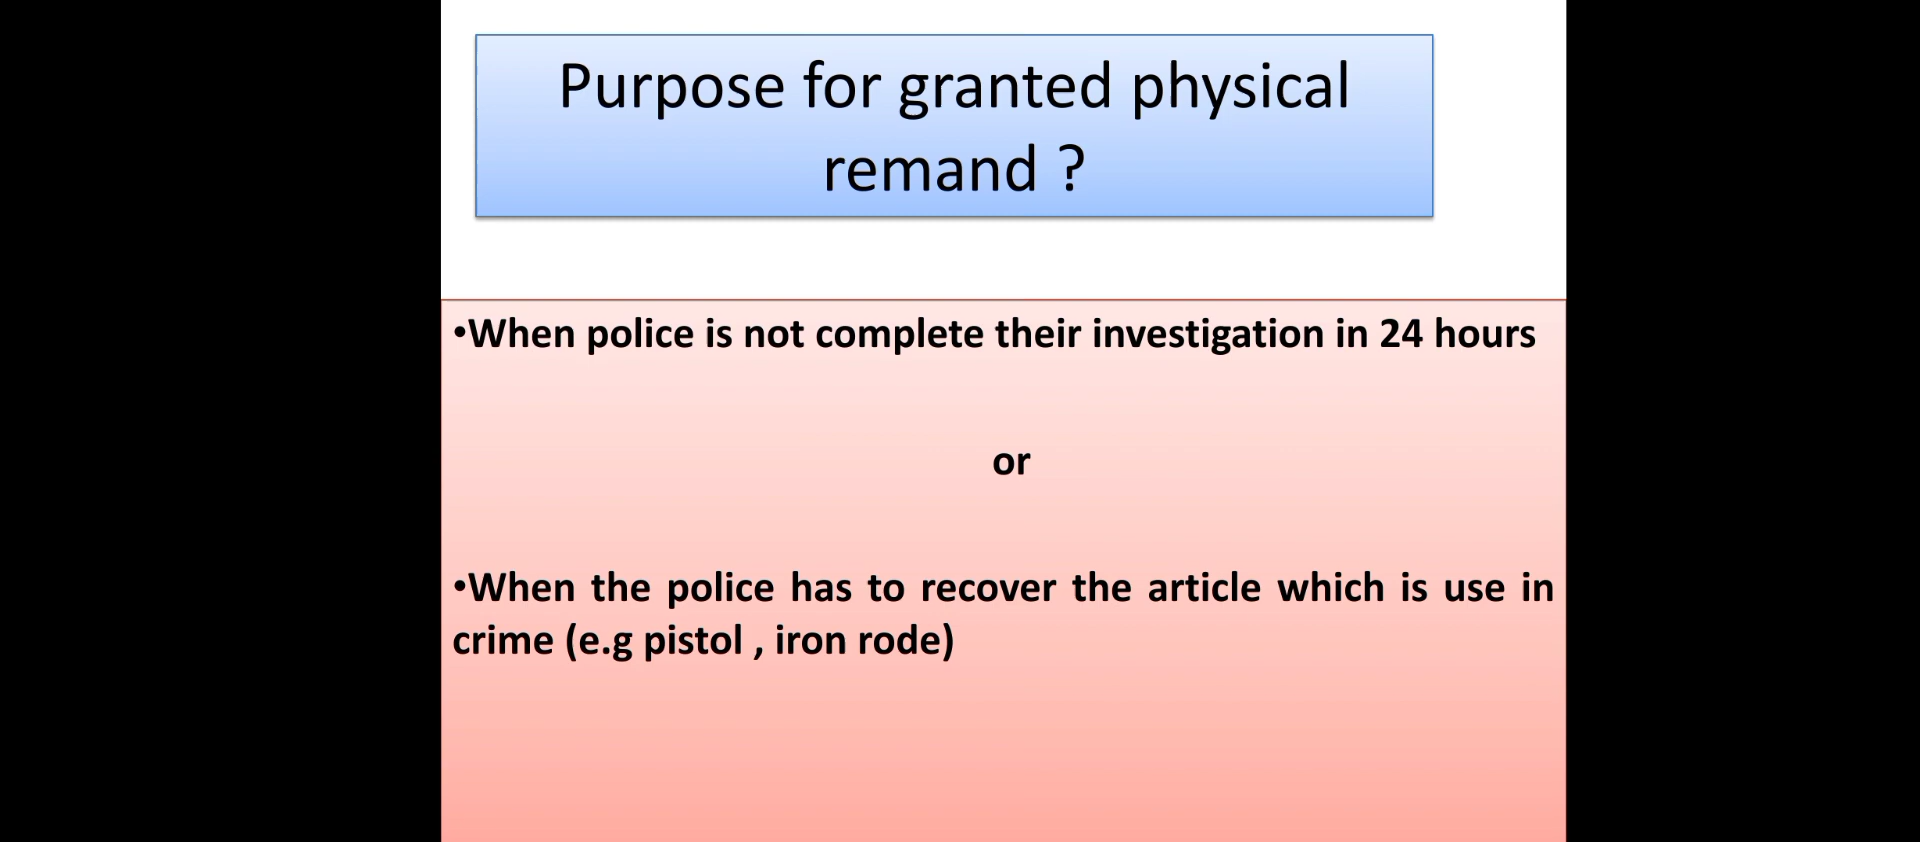 Purpose for granted physical
remand ?
•When police is not complete their investigation in 24 hours
or
•When the police has to recover the article which is use in
crime (e.g pistol , iron rode)